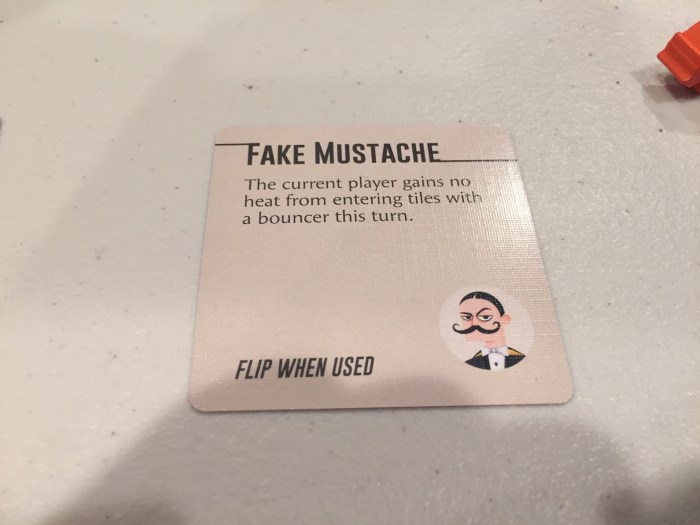 FAKE MUSTACHE
The current player gains no
heat from entering tiles with
a bouncer this turn.
FLIP WHEN USED